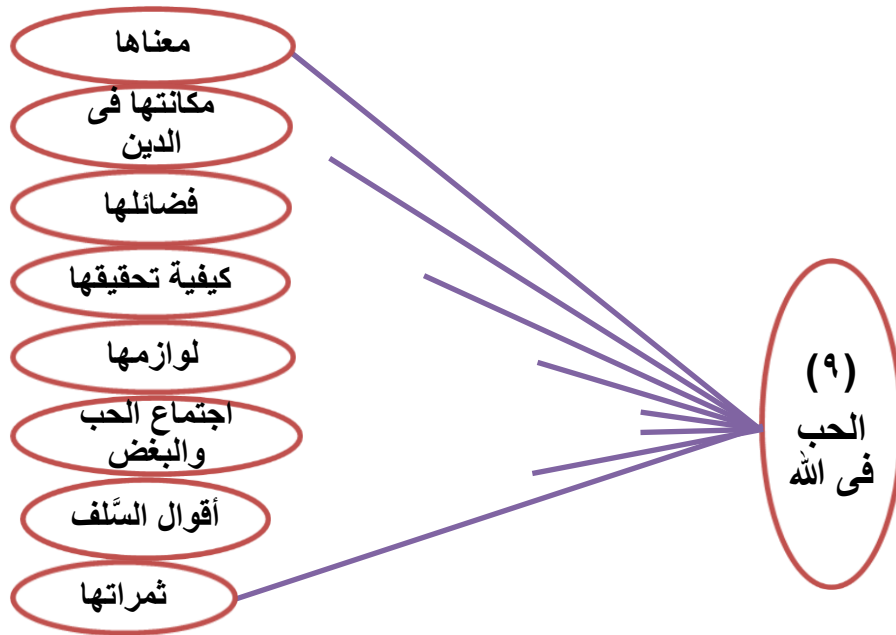 (٩)
الحب
فى الله
معناها
مكانتها فى
الدين
فضائلها
كيفية تحقيقها
لوازمها
اجتماع الحب
والبغض
أقوال السَّلف
ثمراتها